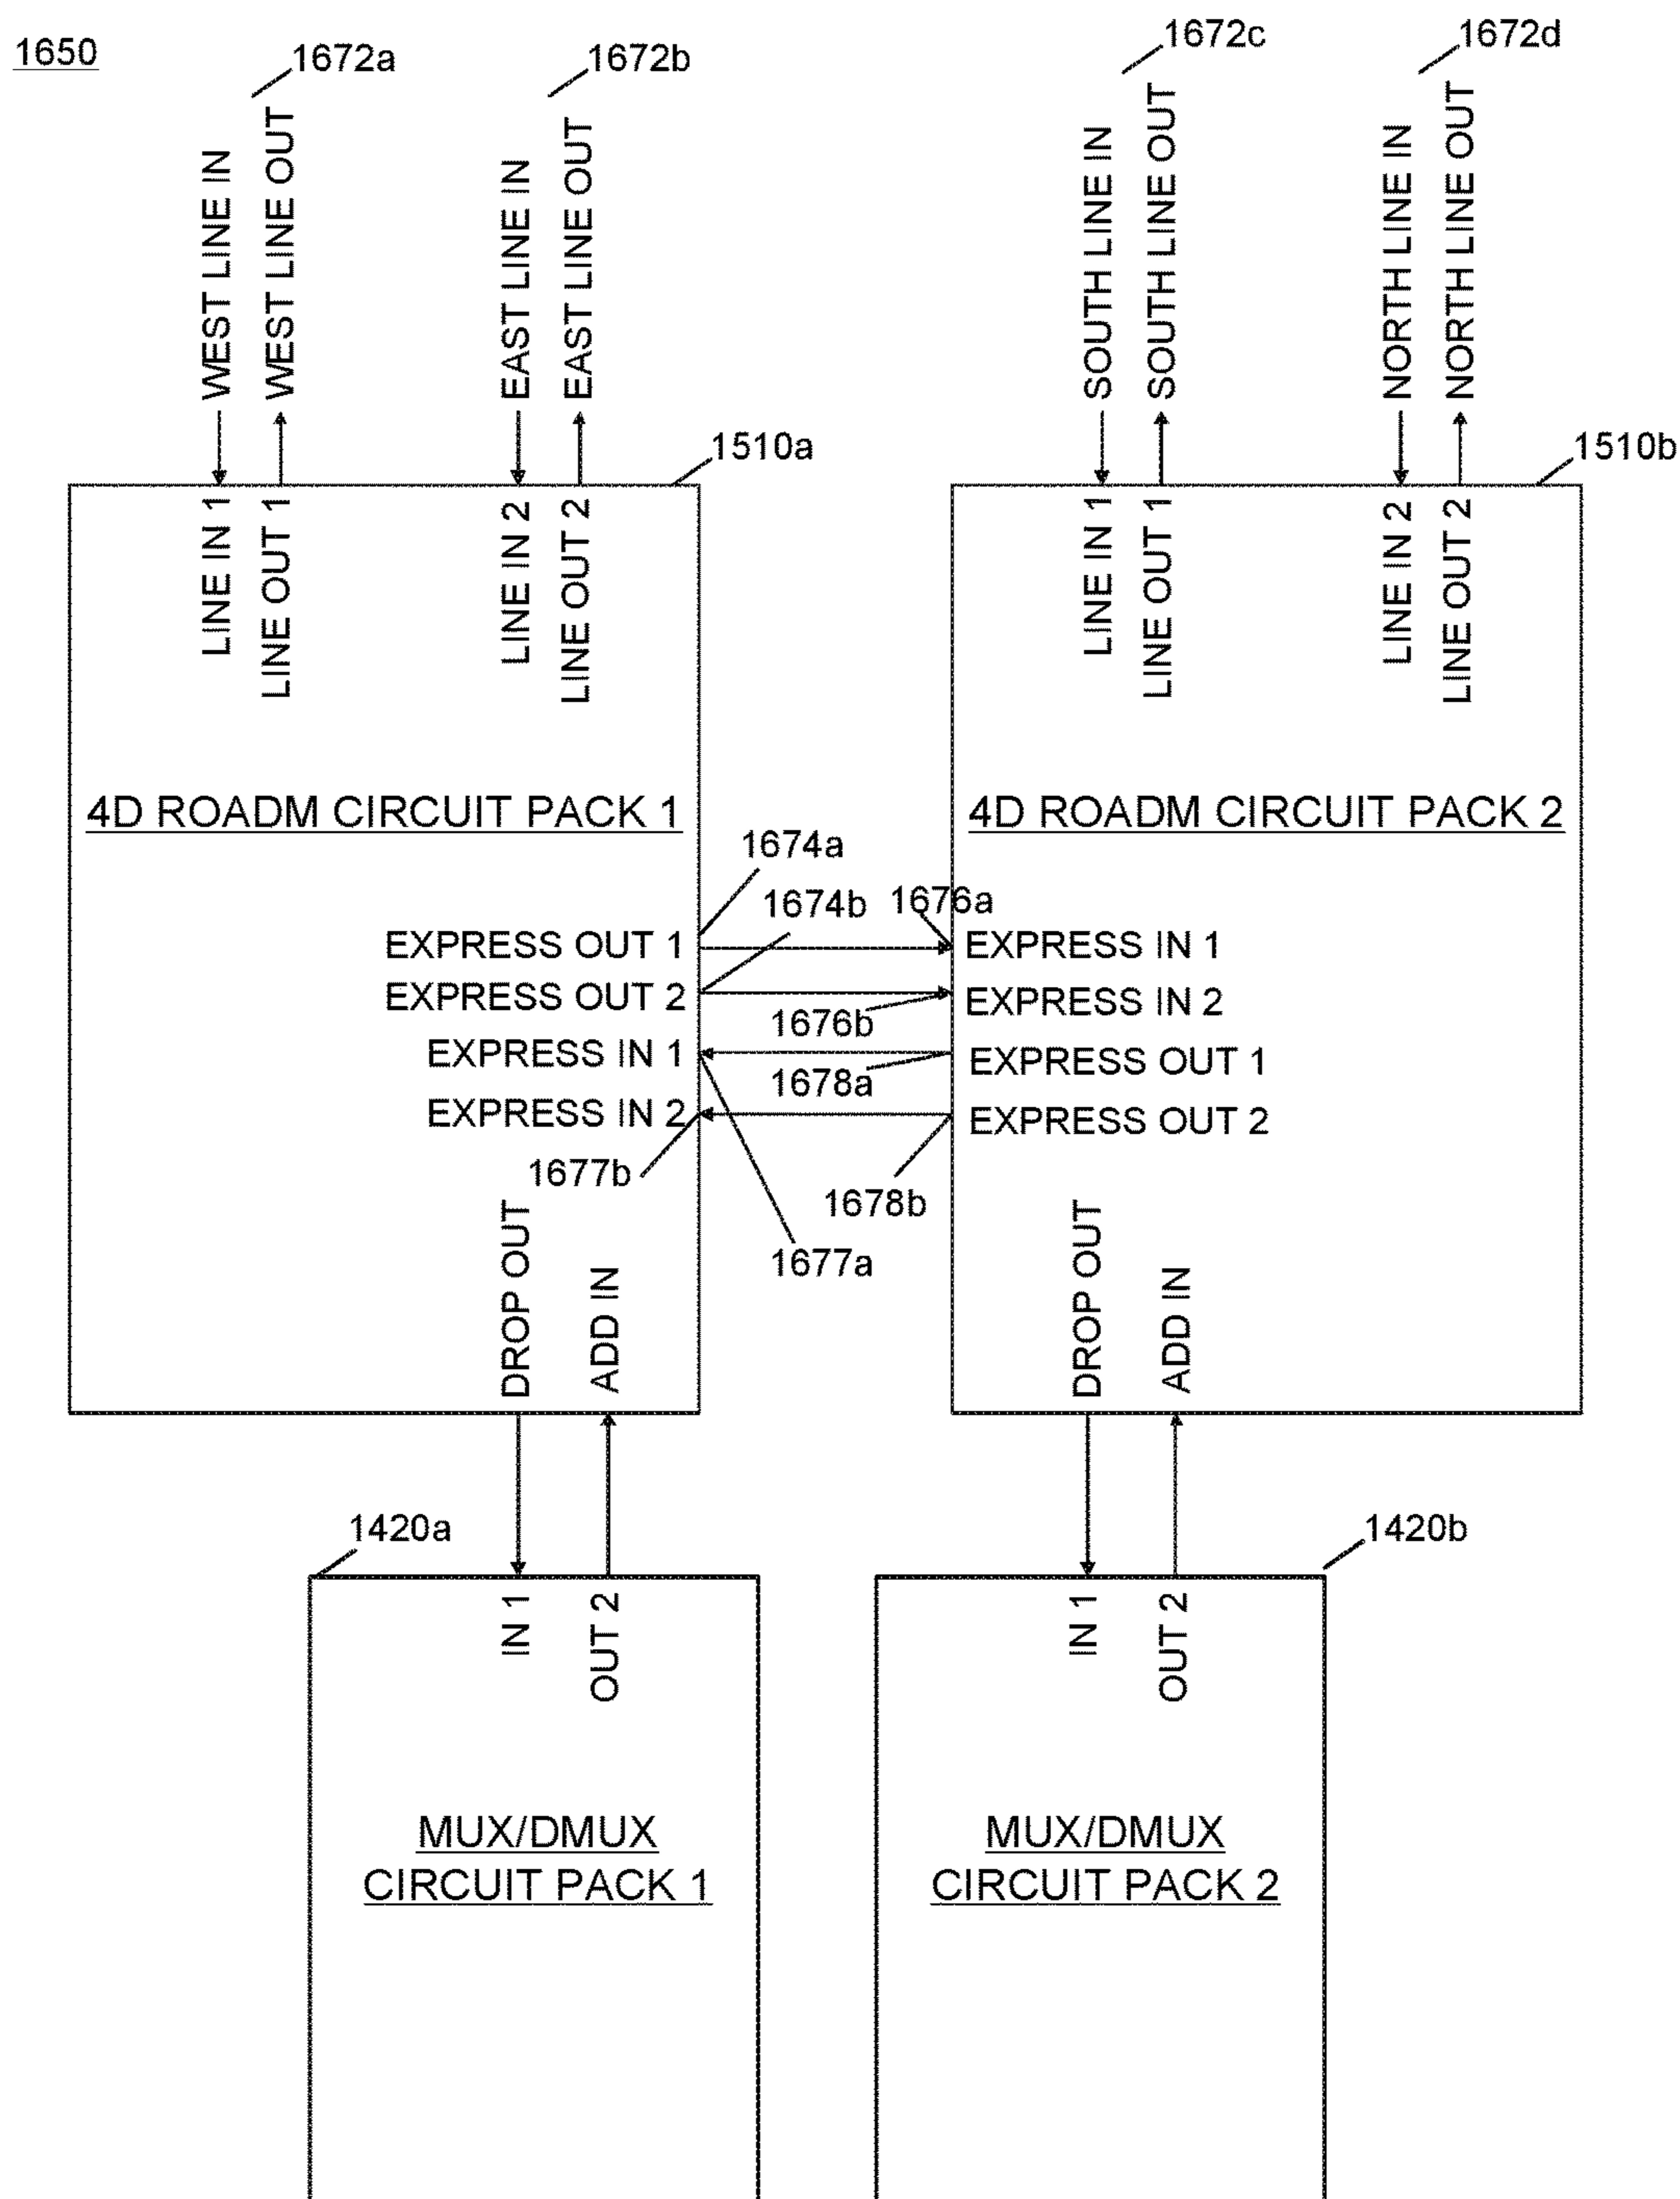 1650
1672a
1672b
1672c
1672d
WEST LINE IN
WEST LINE OUT
EAST LINE IN
EAST LINE OUT
SOUTH LINE IN
SOUTH LINE OUT
NORTH LINE IN
NORTH LINE OUT
1510a
1510b
LINE IN 1
LINE OUT 1
LINE IN 2
LINE OUT 2
LINE IN 1
LINE OUT 1
LINE IN 2
LINE OUT 2
4D ROADM CIRCUIT PACK 1
4D ROADM CIRCUIT PACK 2
1674a
1674b
1676a
EXPRESS OUT 1
EXPRESS IN 1
EXPRESS OUT 2
EXPRESS IN 2
1676b
EXPRESS IN 1
EXPRESS OUT 1
1678a
EXPRESS IN 2
EXPRESS OUT 2
1677b
1678b
1677a
DROP OUT
ADD IN
DROP OUT
ADD IN
1420a
1420b
IN 1
OUT 2
IN 1
OUT 2
MUX/DMUX
CIRCUIT PACK 1
MUX/DMUX
CIRCUIT PACK 2